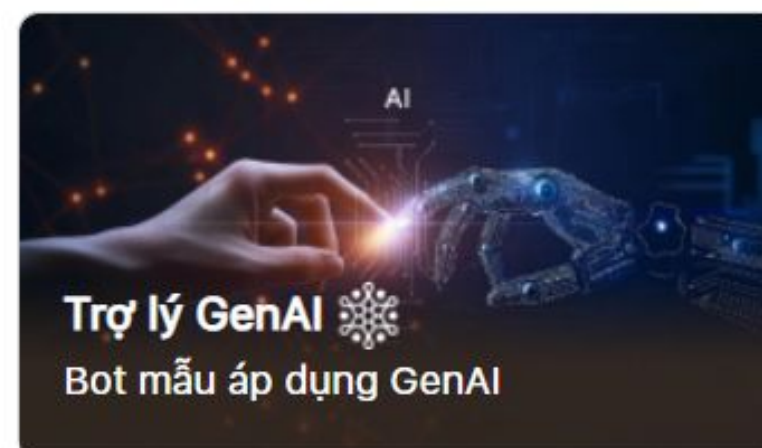 AI
Trợ lý GenAI
Bot mẫu áp dụng GenAI